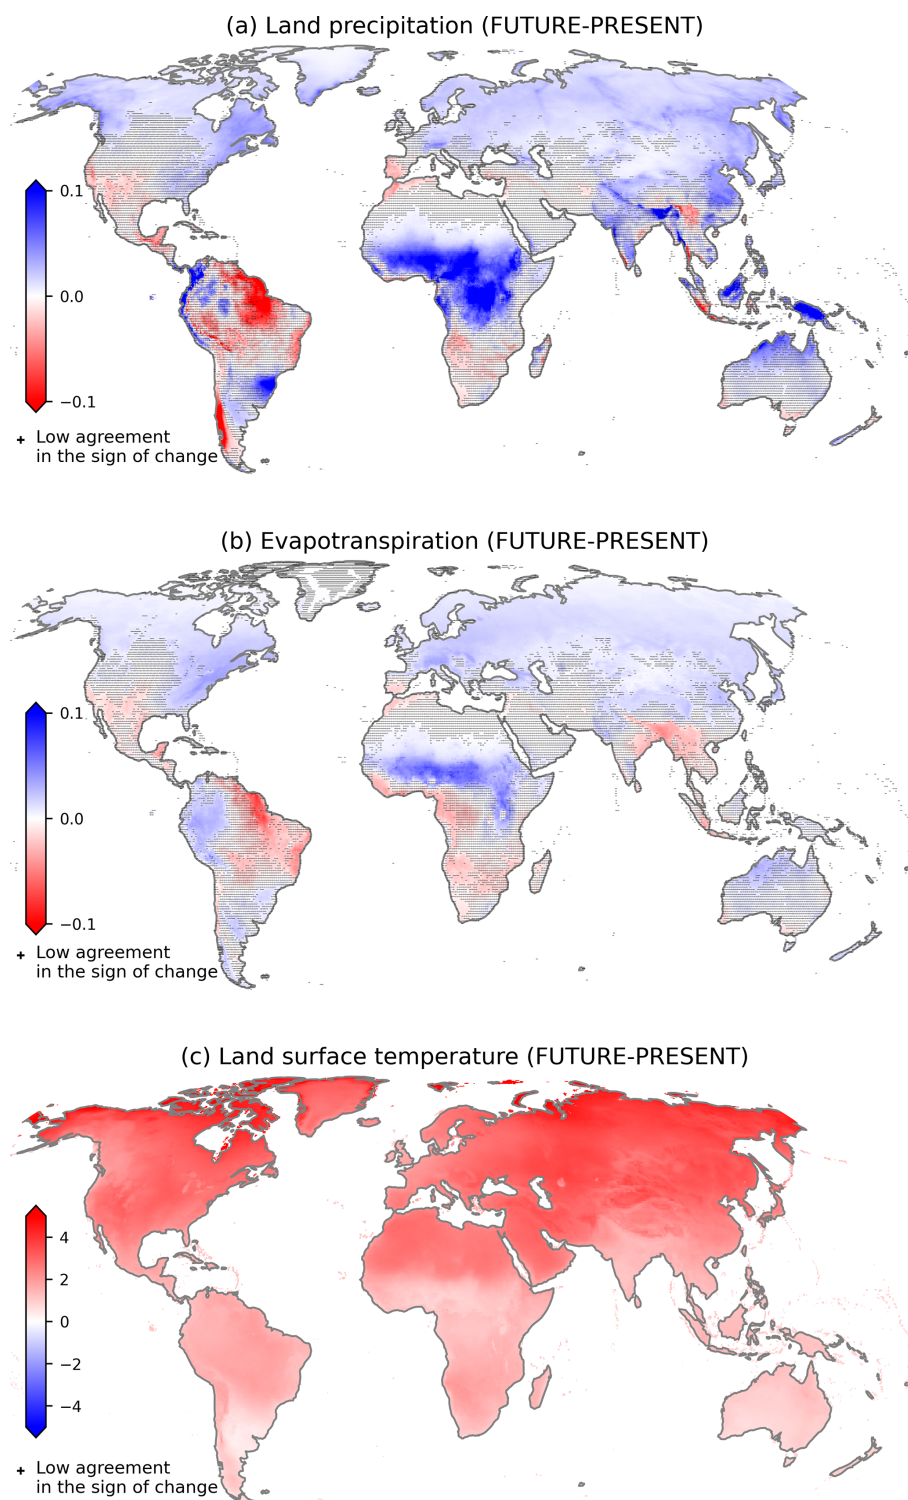 (a) Land precipitation (FUTURE-PRESENT)
0.1
0.0
−0.1
Low agreement
in the sign of change
(b) Evapotranspiration (FUTURE-PRESENT)
0.1
0.0
−0.1
Low agreement
in the sign of change
(c) Land surface temperature (FUTURE-PRESENT)
4
2
0
−2
−4
Low agreement
in the sign of change